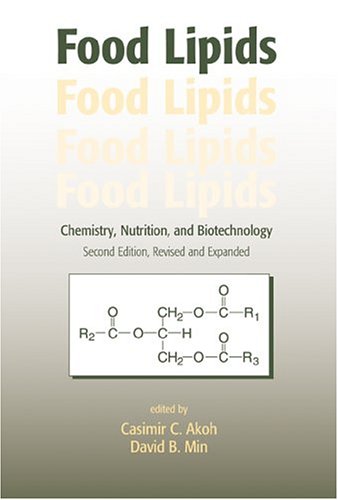 Food Lipids
Food Lipids
Food Lipids
Food Lipids
Chemistry, Nutrition, and Biotechnology
Second Edition, Revised and Expanded
O
CH₂–O–C–R₁
O
R₂–C–O–C–H
O
CH₂–O–C–R₃
edited by
Casimir C. Akoh
David B. Min